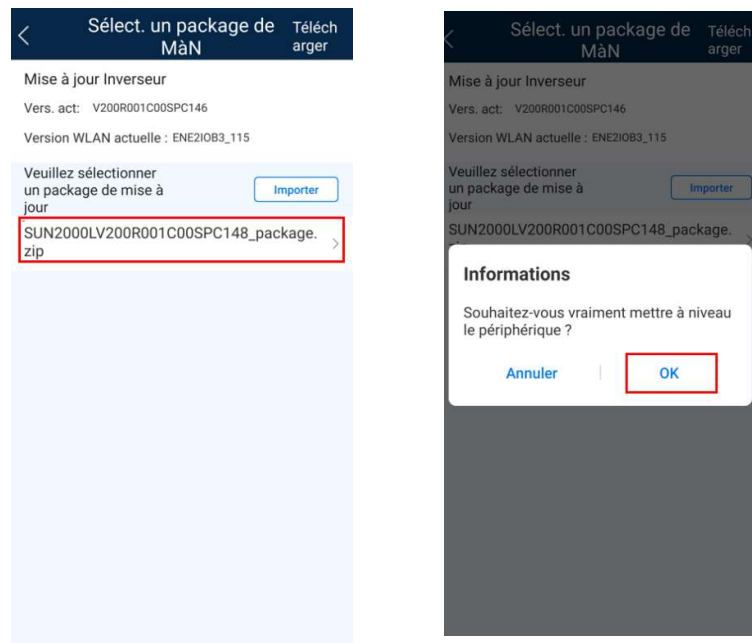 Sélect. un package de
MàN
Téléch
arger
Mise à jour Inverseur
Vers. act: V200R001C00SPC146
Version WLAN actuelle : ENE2IOB3_115
Veuillez sélectionner
un package de mise à
jour
Importer
SUN2000LV200R001C00SPC148_package.
zip
Sélect. un package de
MàN
Téléch
arger
Mise à jour Inverseur
Vers. act: V200R001C00SPC146
Version WLAN actuelle : ENE2IOB3_115
Veuillez sélectionner
un package de mise à
jour
Importer
SUN2000LV200R001C00SPC148_package.
Informations
Souhaitez-vous vraiment mettre à niveau
le périphérique ?
Annuler
OK